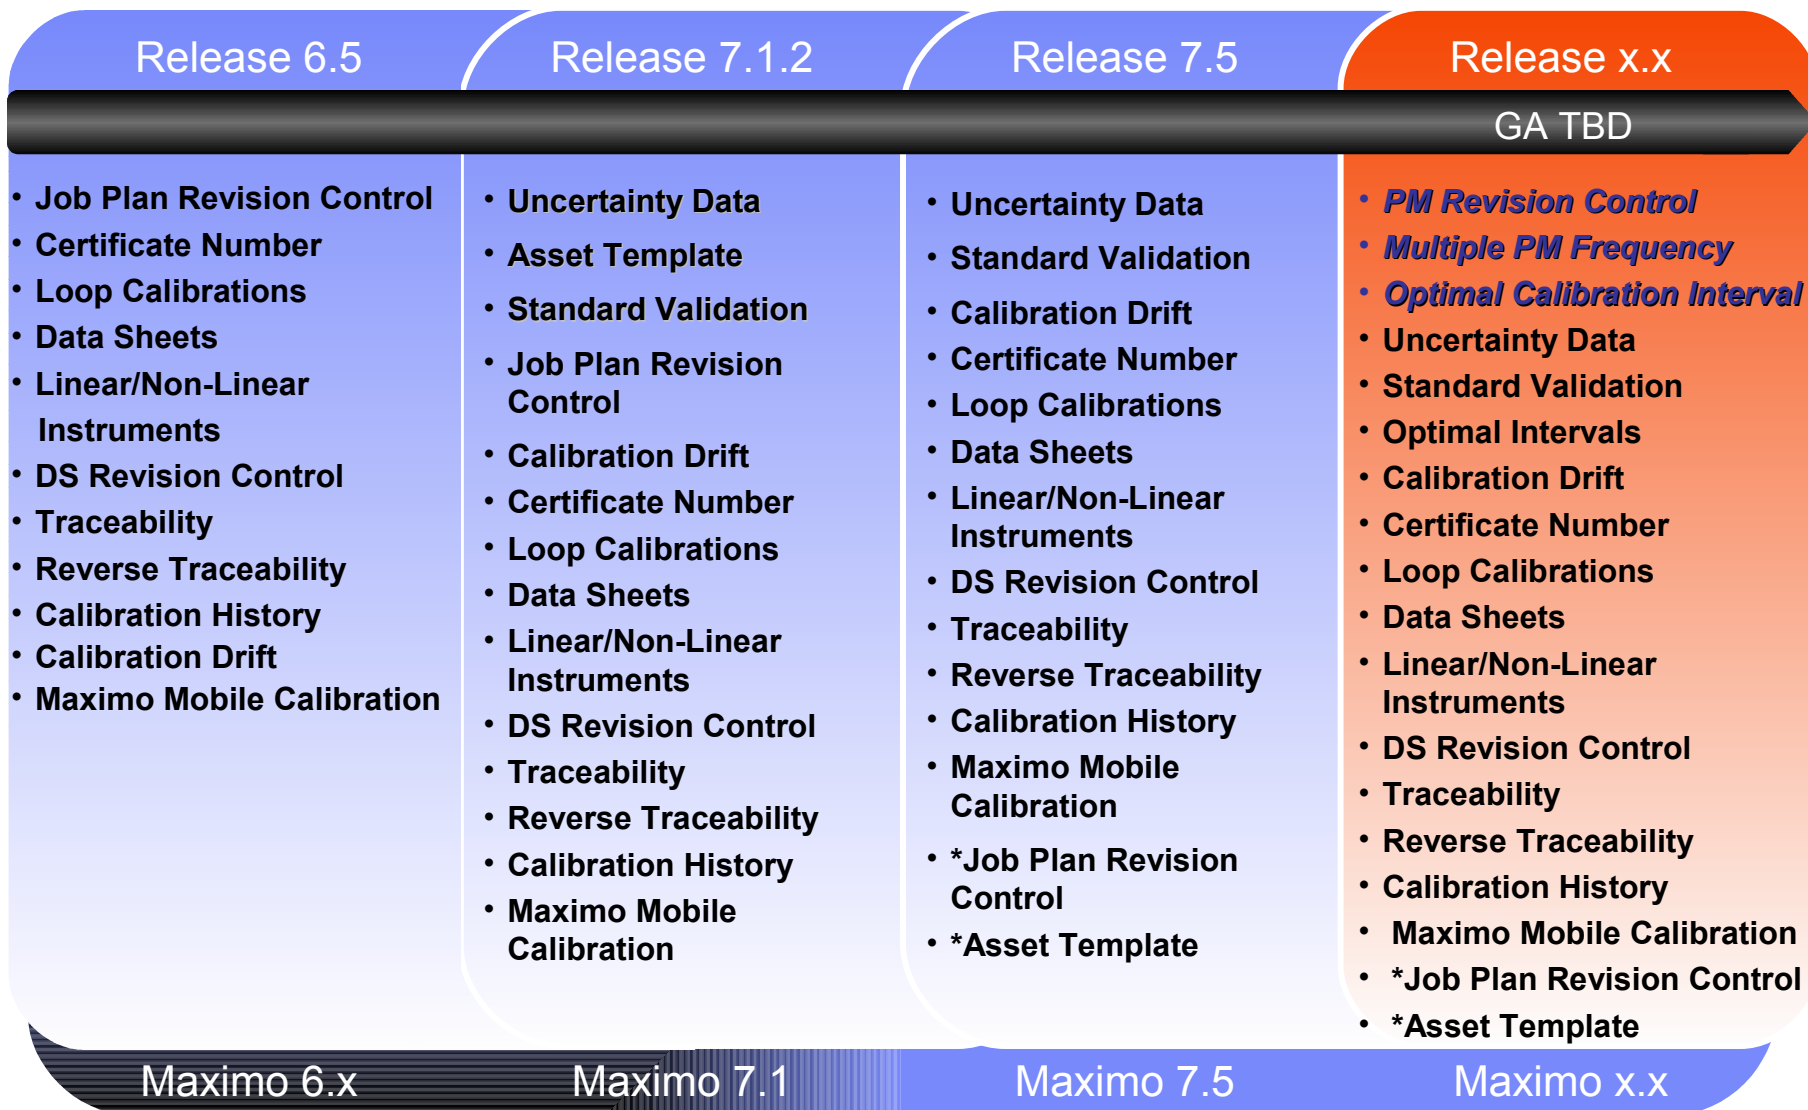 Release 6.5
Release 7.1.2
Release 7.5
Release x.x
GA TBD
• Job Plan Revision Control
• Certificate Number
• Loop Calibrations
• Data Sheets
• Linear/Non-Linear
Instruments
• DS Revision Control
• Traceability
• Reverse Traceability
• Calibration History
• Calibration Drift
• Maximo Mobile Calibration
• Uncertainty Data
• Asset Template
• Standard Validation
• Job Plan Revision
Control
• Calibration Drift
• Certificate Number
• Loop Calibrations
• Data Sheets
• Linear/Non-Linear
Instruments
• DS Revision Control
• Traceability
• Reverse Traceability
• Calibration History
• Maximo Mobile
Calibration
• Uncertainty Data
• Standard Validation
• Calibration Drift
• Certificate Number
• Loop Calibrations
• Data Sheets
• Linear/Non-Linear
Instruments
• DS Revision Control
• Traceability
• Reverse Traceability
• Calibration History
• Maximo Mobile
Calibration
• *Job Plan Revision
Control
• *Asset Template
• PM Revision Control
• Multiple PM Frequency
• Optimal Calibration Interval
• Uncertainty Data
• Standard Validation
• Optimal Intervals
• Calibration Drift
• Certificate Number
• Loop Calibrations
• Data Sheets
• Linear/Non-Linear
Instruments
• DS Revision Control
• Traceability
• Reverse Traceability
• Calibration History
• Maximo Mobile Calibration
• *Job Plan Revision Control
• *Asset Template
Maximo 6.x
Maximo 7.1
Maximo 7.5
Maximo x.x